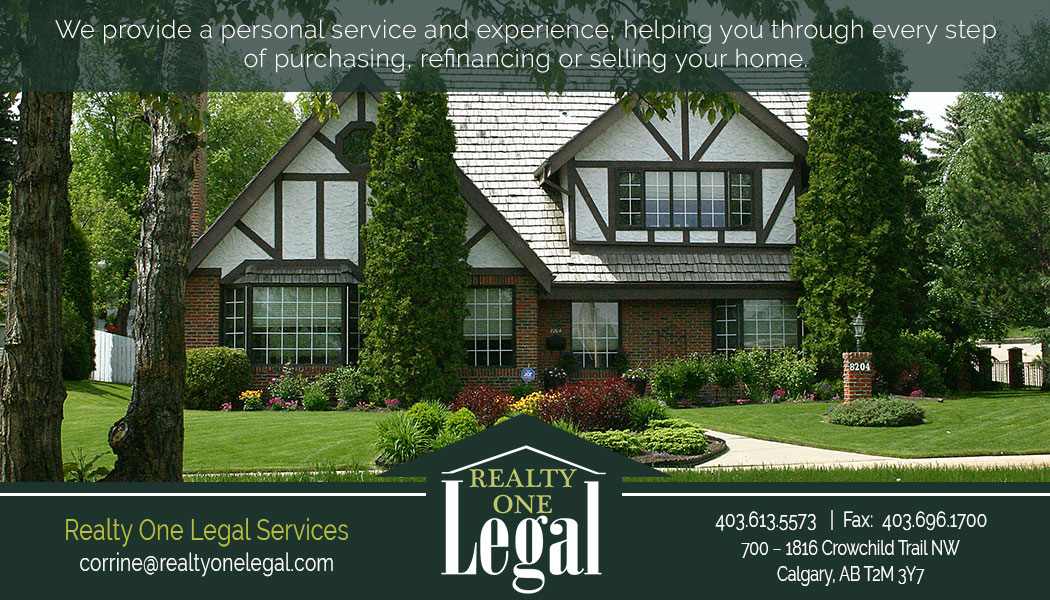 We provide a personal service and experience, helping you through every step
of purchasing, refinancing or selling your home.
8204
8204
REALTY
ONE
Legal
Realty One Legal Services
corrine@realtyonelegal.com
403.613.5573 | Fax: 403.696.1700
700 – 1816 Crowchild Trail NW
Calgary, AB T2M 3Y7